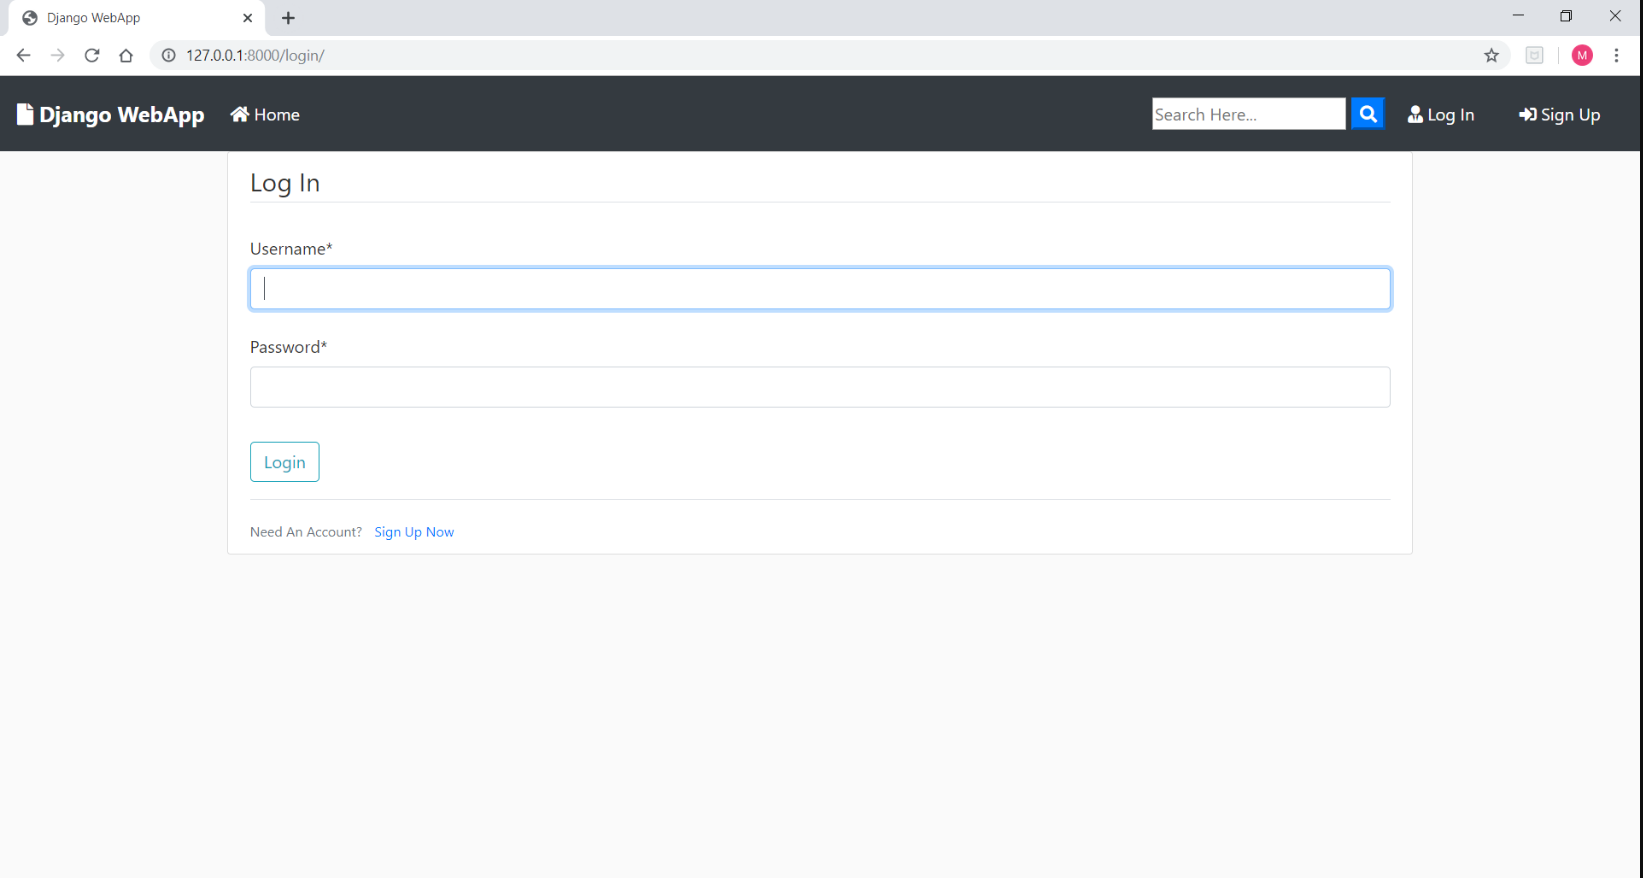 Django WebApp
127.0.0.1:8000/login/
M
Django WebApp Home Search Here... Log In Sign Up
Log In
Username*
Password*
Login
Need An Account? Sign Up Now